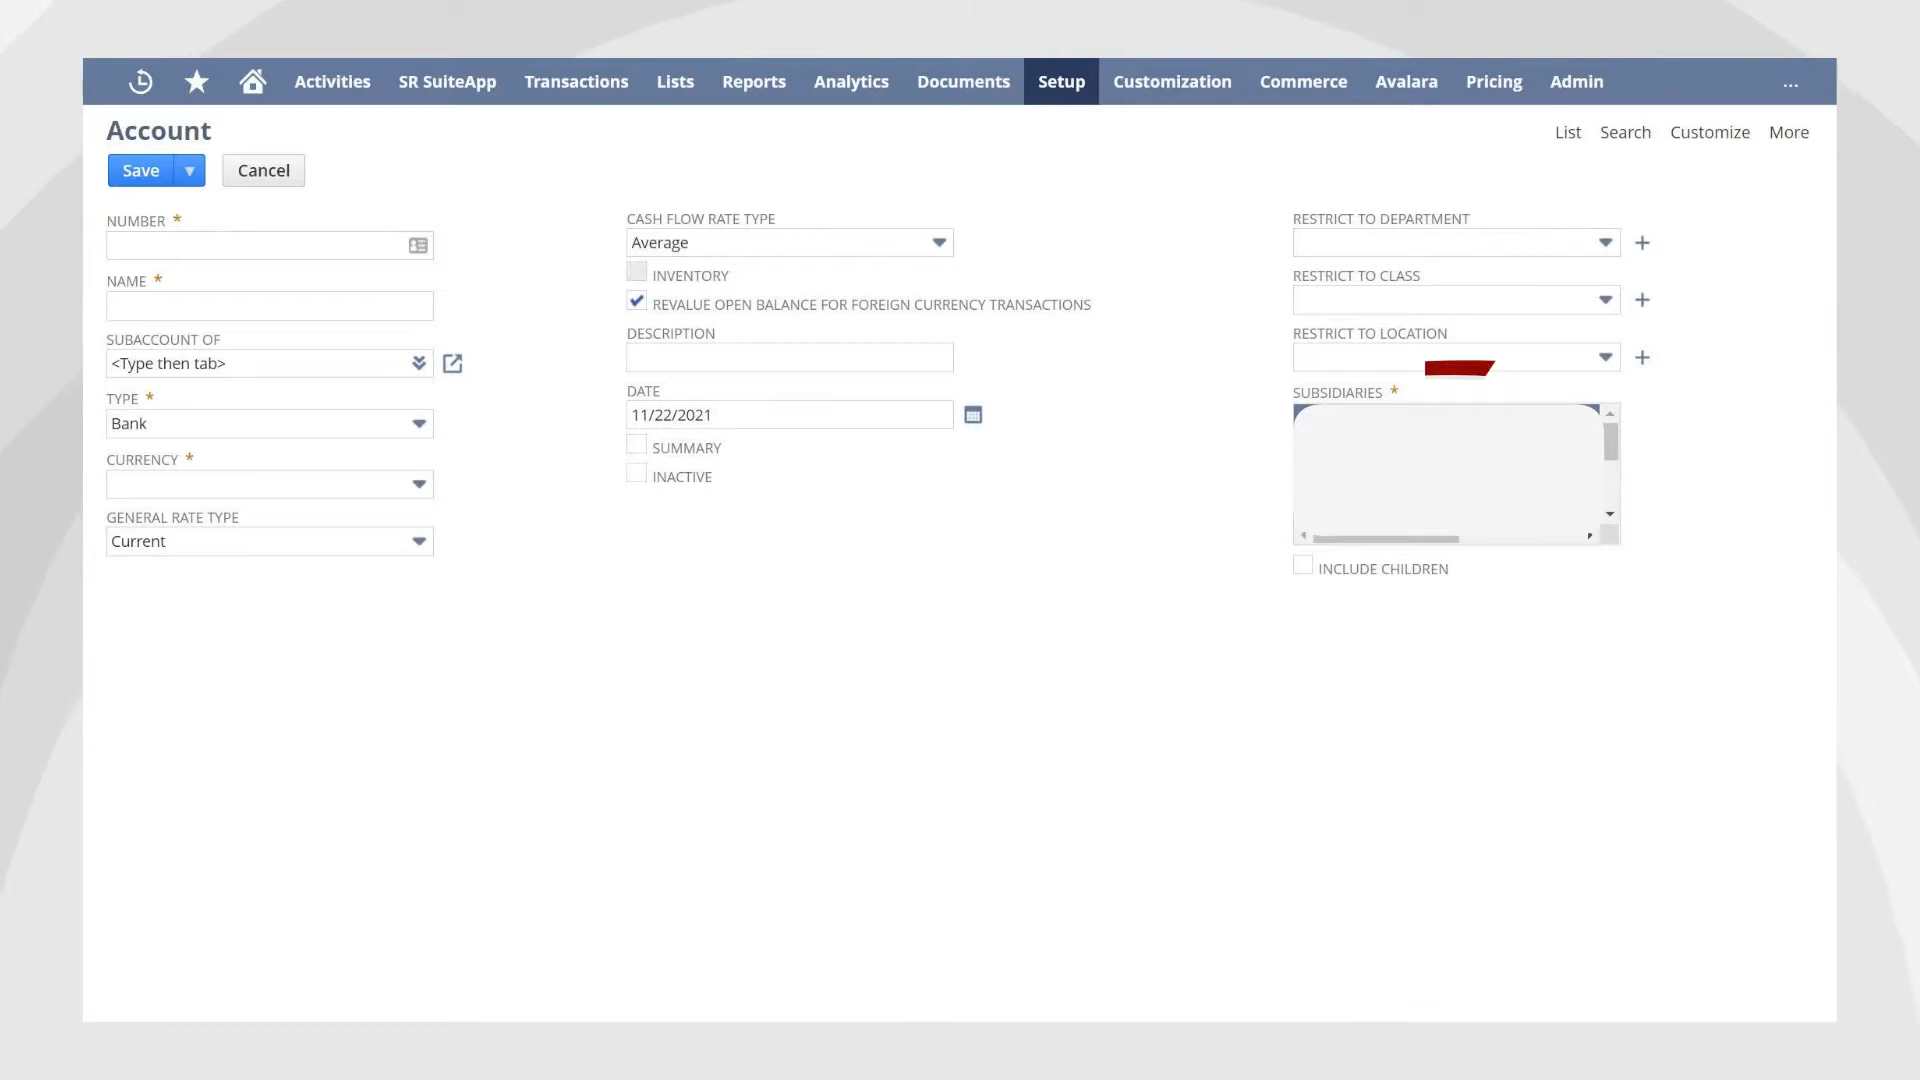 Activities SR SuiteApp Transactions Lists Reports Analytics Documents Setup Customization Commerce Avalara Pricing Admin ...
Account
List Search Customize More
Save Cancel
NUMBER *
NAME *
SUBACCOUNT OF
<Type then tab>
TYPE *
Bank
CURRENCY *
GENERAL RATE TYPE
Current
CASH FLOW RATE TYPE
Average
INVENTORY
REVALUE OPEN BALANCE FOR FOREIGN CURRENCY TRANSACTIONS
DESCRIPTION
DATE
11/22/2021
SUMMARY
INACTIVE
RESTRICT TO DEPARTMENT
RESTRICT TO CLASS
RESTRICT TO LOCATION
SUBSIDIARIES *
INCLUDE CHILDREN